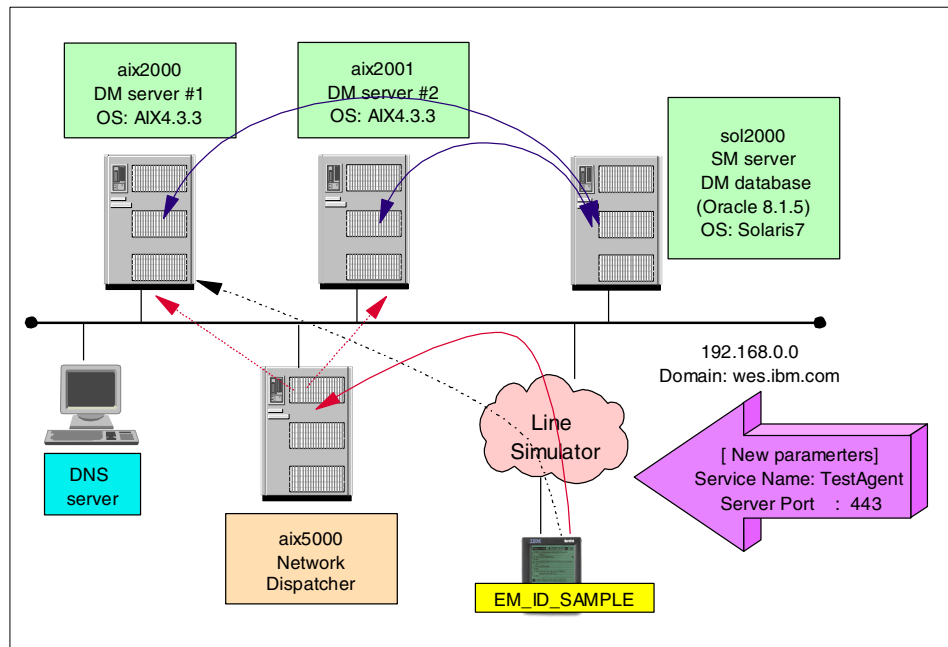 aix2000
DM server #1
OS: AIX4.3.3
aix2001
DM server #2
OS: AIX4.3.3
sol2000
SM server
DM database
(Oracle 8.1.5)
OS: Solaris7
192.168.0.0
Domain: wes.ibm.com
Line
Simulator
[ New paramerters]
Service Name: TestAgent
Server Port : 443
DNS
server
aix5000
Network
Dispatcher
IBM
EM_ID_SAMPLE